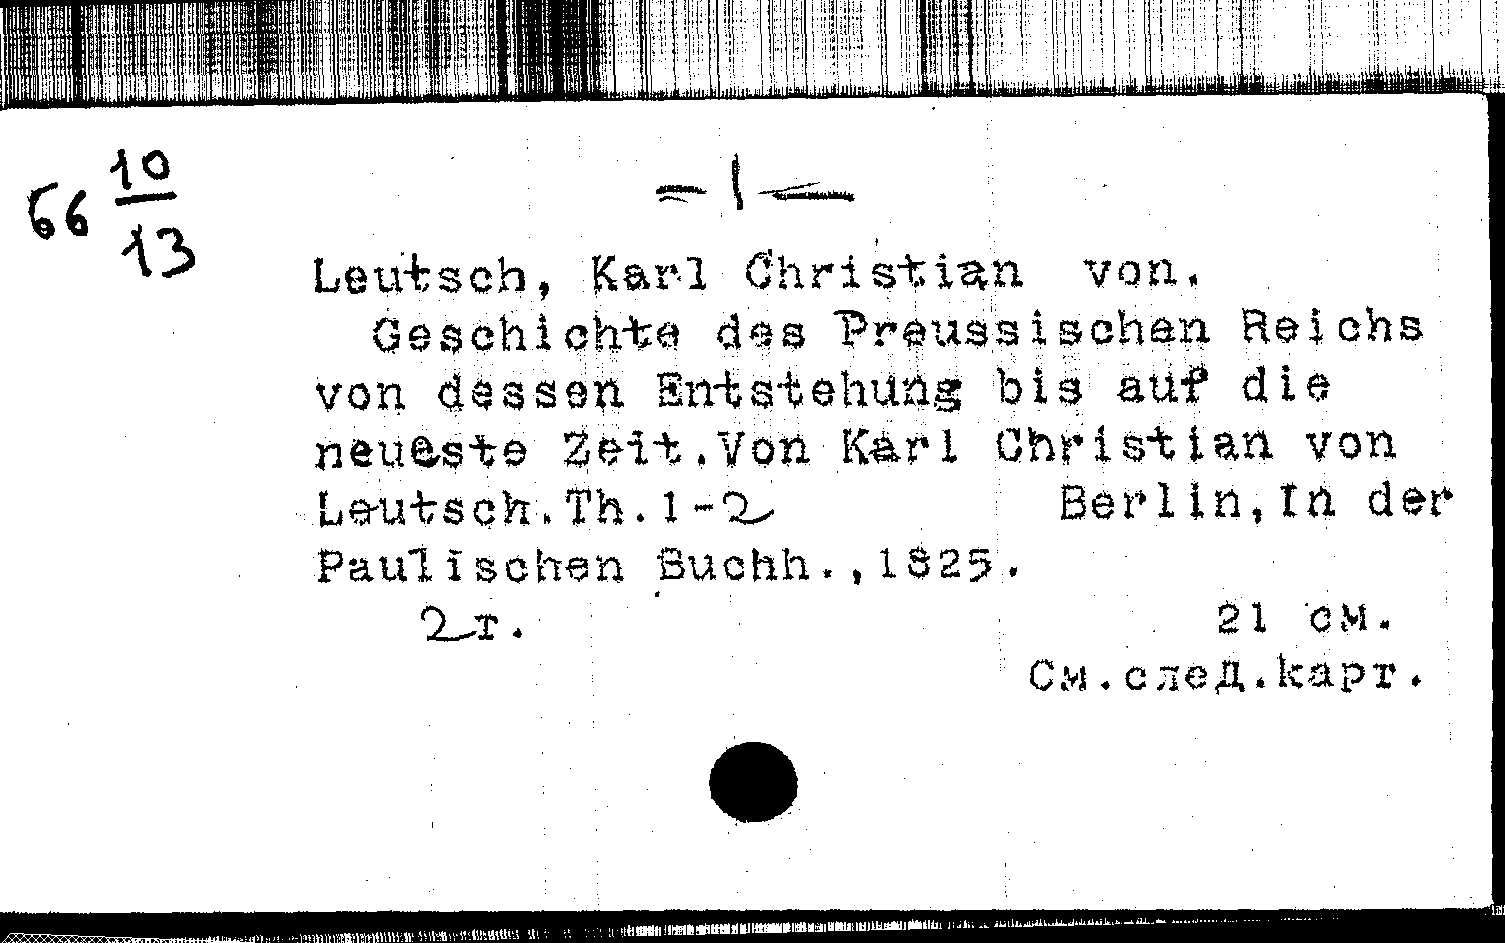 56 10/13
- 1 -
Leutsch, Karl Christian von.
Geschichte des Preussischen Reichs
von dessen Entstehung bis auf die
neueste Zeit. Von Karl Christian von
Leutsch. Th. 1-2 Berlin, In der
Paulischen Buchh., 1825.
2 т. 21 см.
См. след. карт.